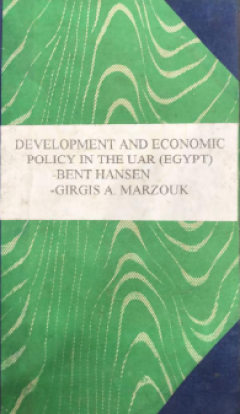 DEVELOPMENT AND ECONOMIC
POLICY IN THE UAR (EGYPT)
-BENT HANSEN
-GIRGIS A. MARZOUK